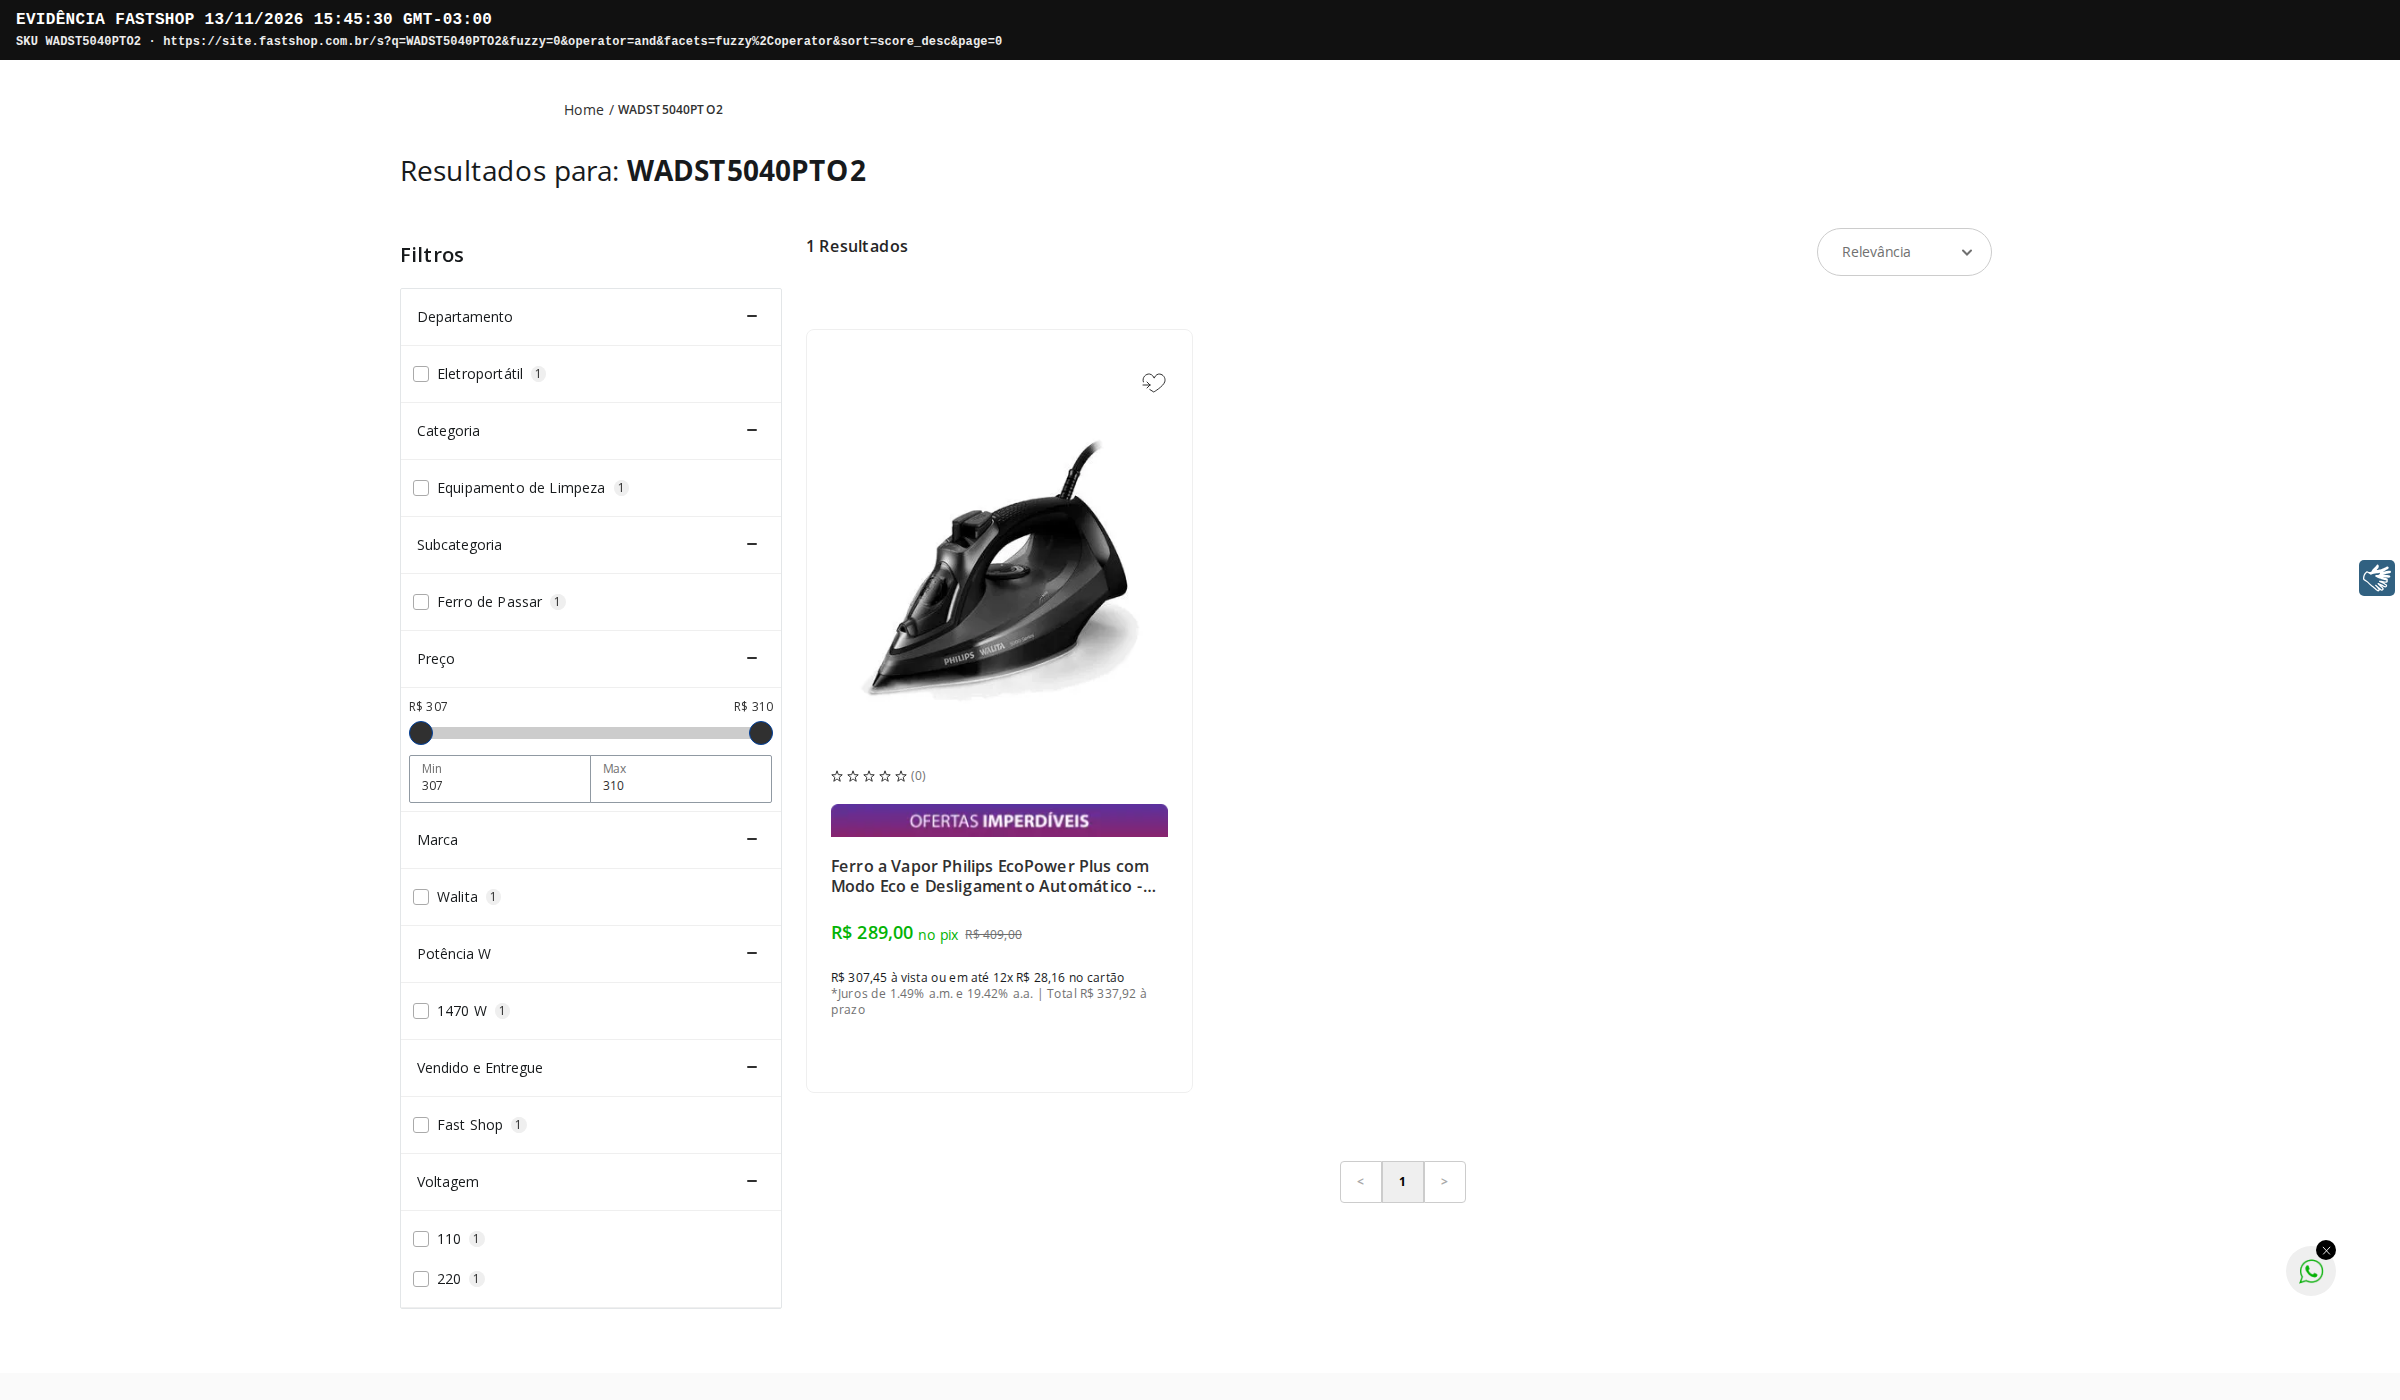 EVIDÊNCIA FASTSHOP 13/11/2026 15:45:30 GMT-03:00
SKU WADST5040PTO2 · https://site.fastshop.com.br/s?q=WADST5040PTO2&fuzzy=0&operator=and&facets=fuzzy%2Coperator&sort=score_desc&page=0
Home / WADST5040PTO2
Resultados para: WADST5040PTO2
Filtros
Departamento
Eletroportátil 1
Categoria
Equipamento de Limpeza 1
Subcategoria
Ferro de Passar 1
Preço
R$ 307 R$ 310
Min Max
307 310
Marca
Walita 1
Potência W
1470 W 1
Vendido e Entregue
Fast Shop 1
Voltagem
110 1
220 1
1 Resultados
Relevância
PHILIPS WALITA
(0)
OFERTAS IMPERDÍVEIS
Ferro a Vapor Philips EcoPower Plus com
Modo Eco e Desligamento Automático -...
R$ 289,00 no pix R$ 409,00
R$ 307,45 à vista ou em até 12x R$ 28,16 no cartão
*Juros de 1.49% a.m. e 19.42% a.a. | Total R$ 337,92 à
prazo
< 1 >